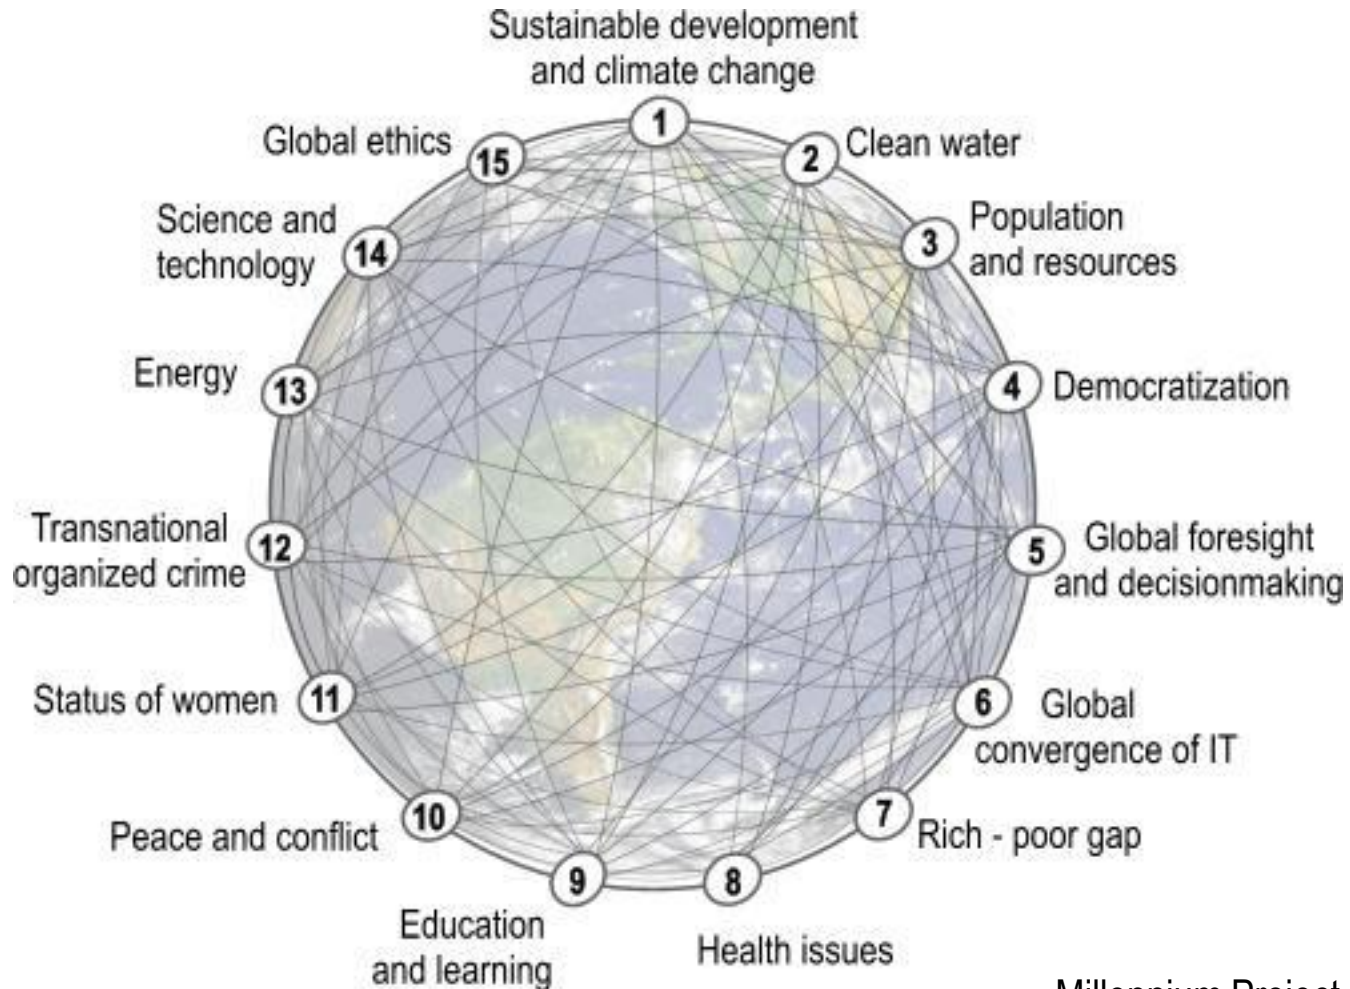 Sustainable development
and climate change
1
2
Clean water
3
Population
and resources
4
Democratization
5
Global foresight
and decisionmaking
6
Global
convergence of IT
7
Rich - poor gap
8
Health issues
9
Education
and learning
10
Peace and conflict
11
Status of women
12
Transnational
organized crime
13
Energy
14
Science and
technology
15
Global ethics
Millennium Project